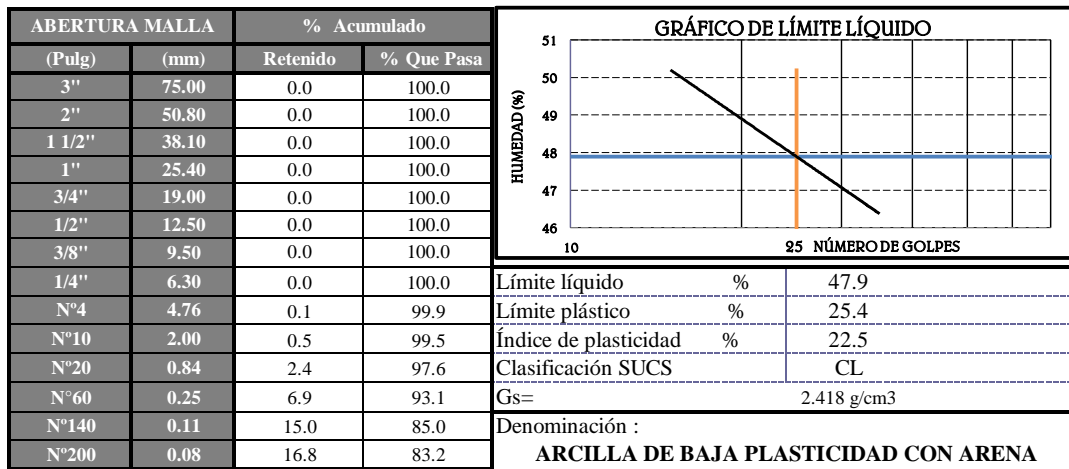 ABERTURA MALLA % Acumulado
(Pulg) (mm) Retenido % Que Pasa
3'' 75.00 0.0 100.0
2'' 50.80 0.0 100.0
1 1/2'' 38.10 0.0 100.0
1'' 25.40 0.0 100.0
3/4'' 19.00 0.0 100.0
1/2'' 12.50 0.0 100.0
3/8'' 9.50 0.0 100.0
1/4'' 6.30 0.0 100.0
Nº4 4.76 0.1 99.9
Nº10 2.00 0.5 99.5
Nº20 0.84 2.4 97.6
N°60 0.25 6.9 93.1
Nº140 0.11 15.0 85.0
Nº200 0.08 16.8 83.2
GRÁFICO DE LÍMITE LÍQUIDO
HUMEDAD (%)
51
50
49
48
47
46
10 25 NÚMERO DE GOLPES
Límite líquido % 47.9
Límite plástico % 25.4
Índice de plasticidad % 22.5
Clasificación SUCS CL
Gs= 2.418 g/cm3
Denominación :
ARCILLA DE BAJA PLASTICIDAD CON ARENA